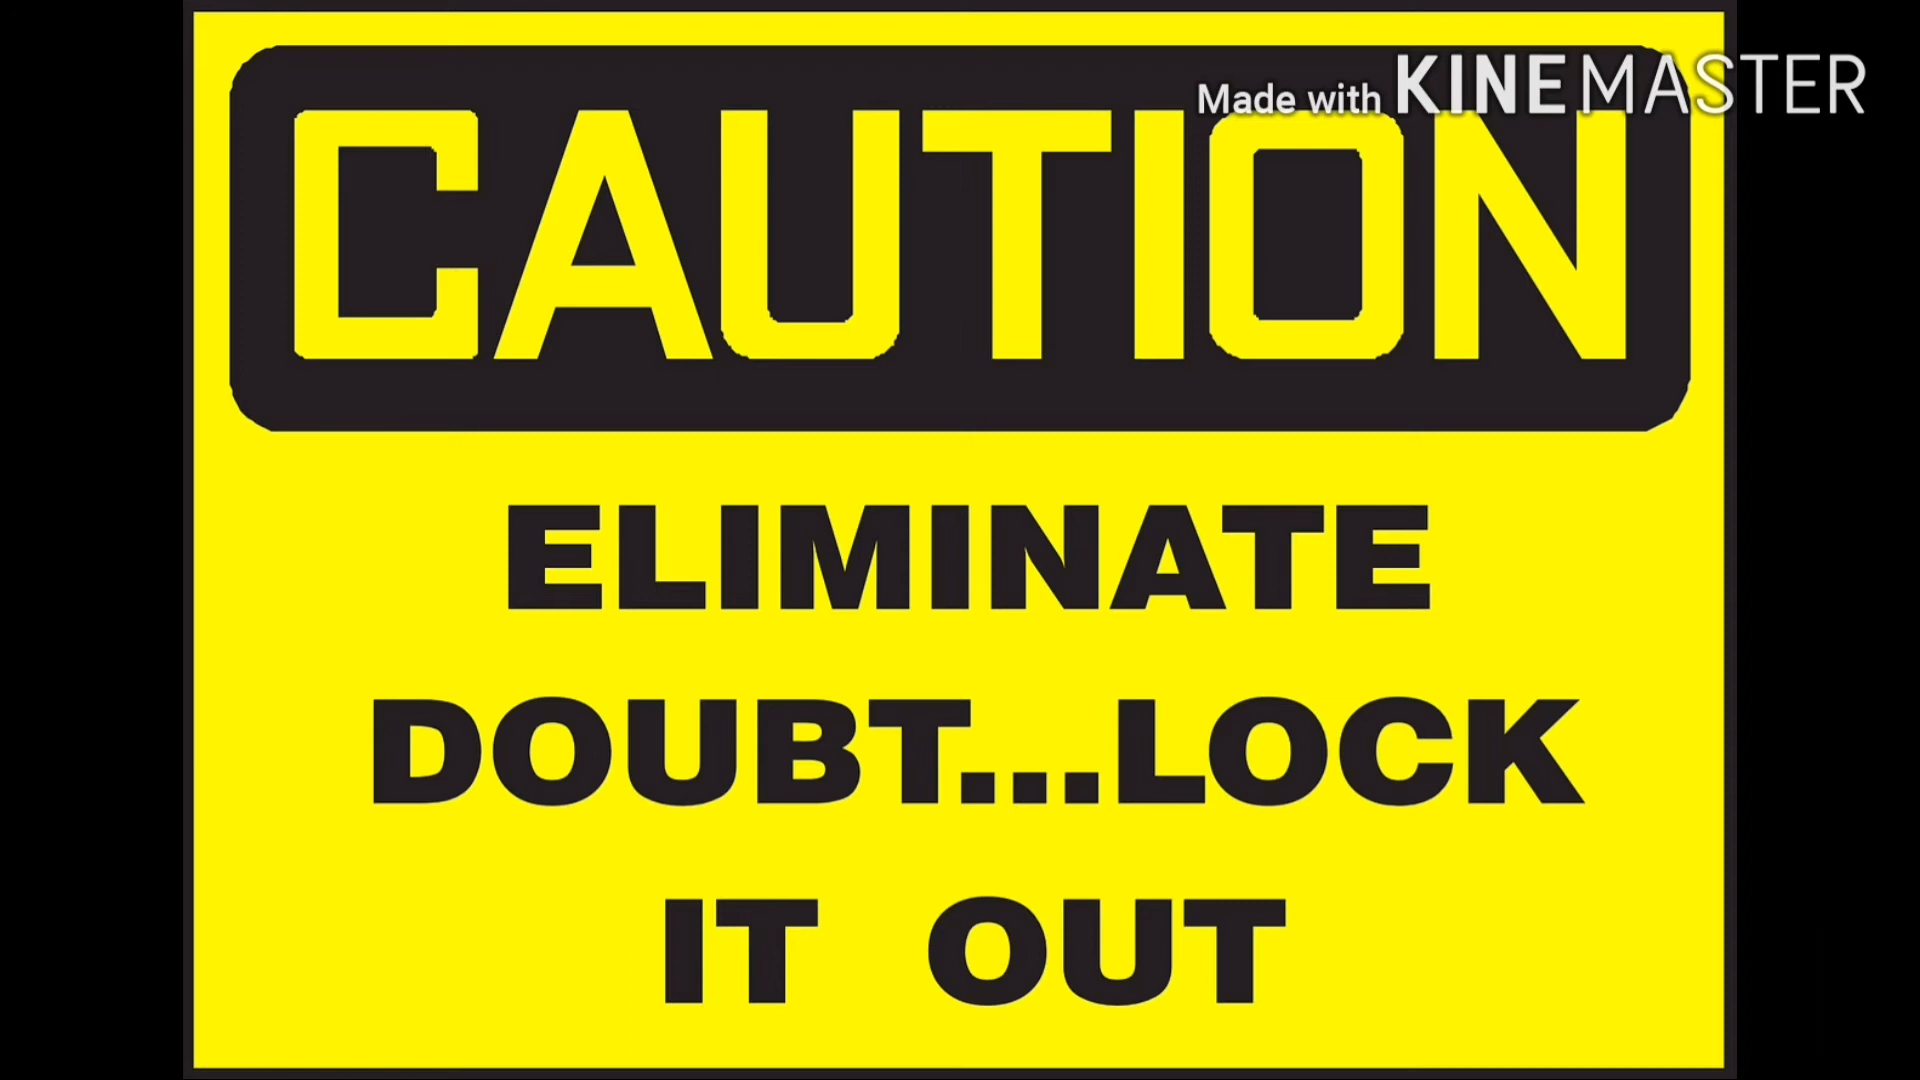 Made with KINEMASTER
CAUTION
ELIMINATE
DOUBT...LOCK
IT OUT